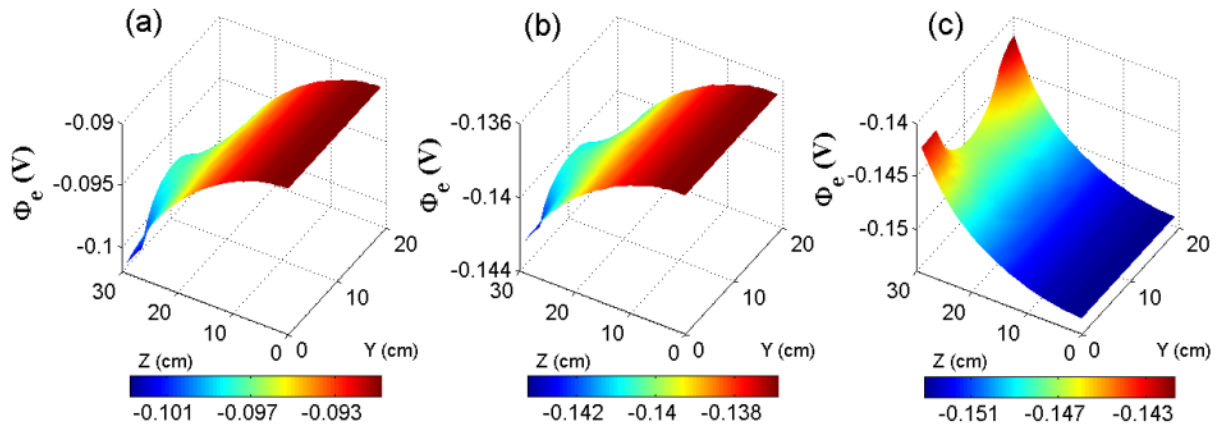 (a)
(b)
(c)
Φe (V)
-0.09
-0.095
-0.1
30
20
10
0
0
10
20
Z (cm)
Y (cm)
-0.101 -0.097 -0.093
Φe (V)
-0.136
-0.14
-0.144
30
20
10
0
0
10
20
Z (cm)
Y (cm)
-0.142 -0.14 -0.138
Φe (V)
-0.14
-0.145
-0.15
30
20
10
0
0
10
20
Z (cm)
Y (cm)
-0.151 -0.147 -0.143